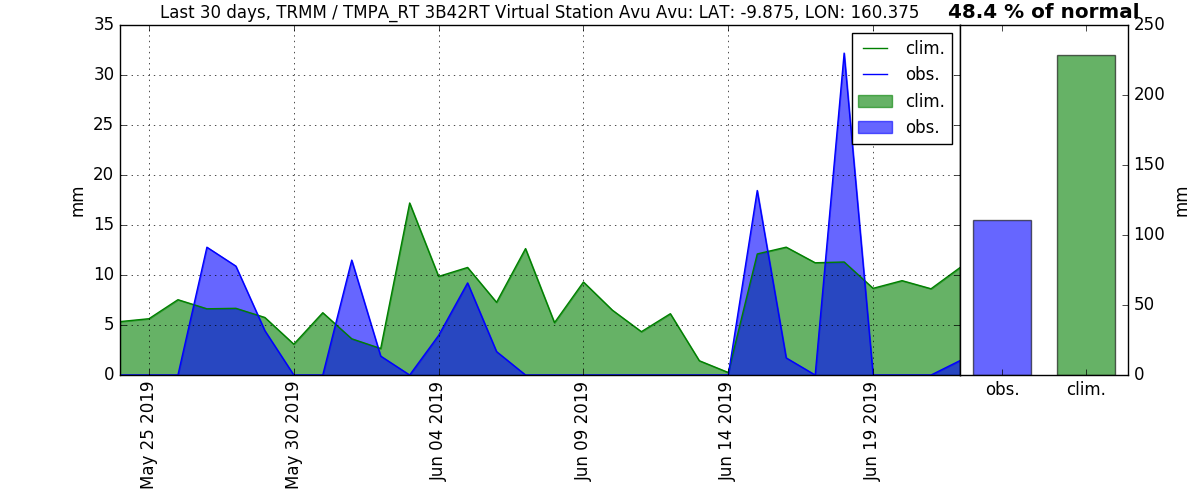 Last 30 days, TRMM / TMPA_RT 3B42RT Virtual Station Avu Avu: LAT: -9.875, LON: 160.375
48.4 % of normal
35
30
25
20
15
10
5
0
mm
clim.
obs.
clim.
obs.
250
200
150
100
50
0
mm
May 25 2019
May 30 2019
Jun 04 2019
Jun 09 2019
Jun 14 2019
Jun 19 2019
obs.
clim.